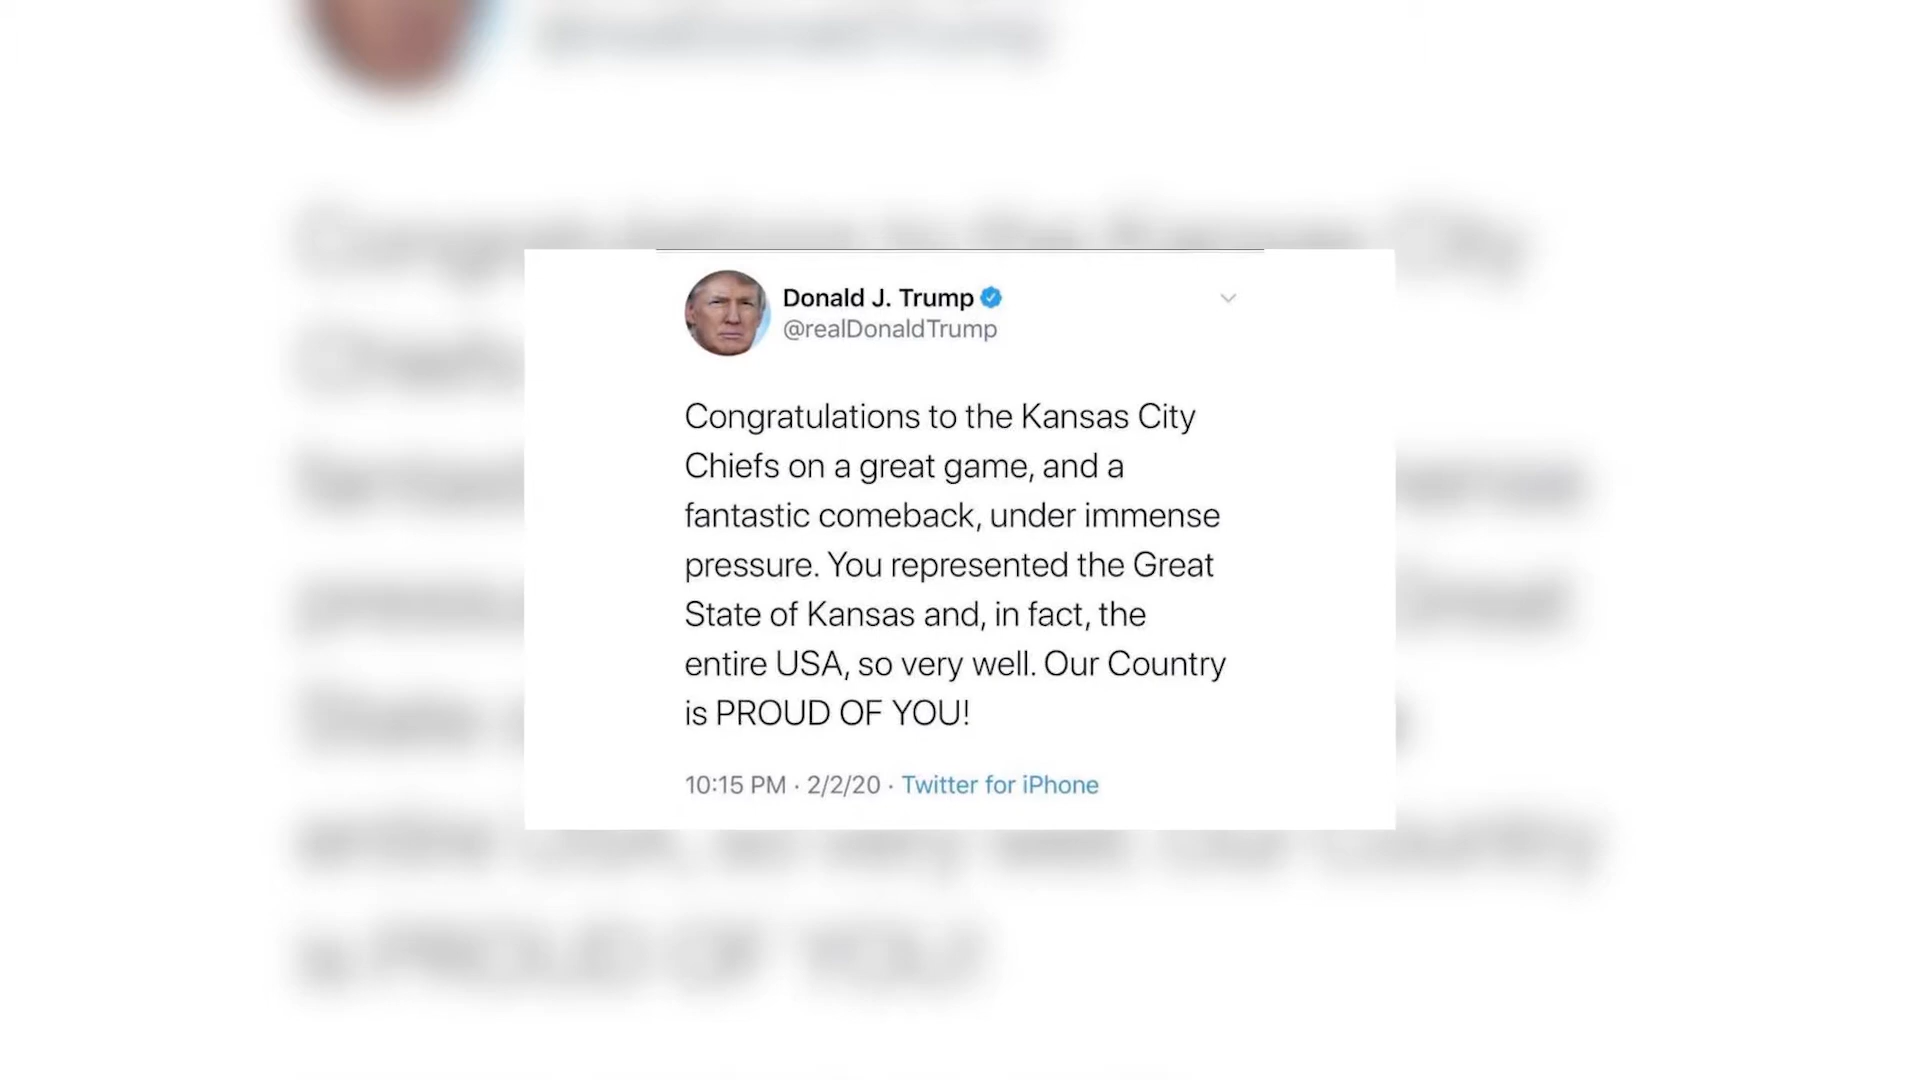 Donald J. Trump
@realDonaldTrump
Congratulations to the Kansas City
Chiefs on a great game, and a
fantastic comeback, under immense
pressure. You represented the Great
State of Kansas and, in fact, the
entire USA, so very well. Our Country
is PROUD OF YOU!
10:15 PM · 2/2/20 · Twitter for iPhone